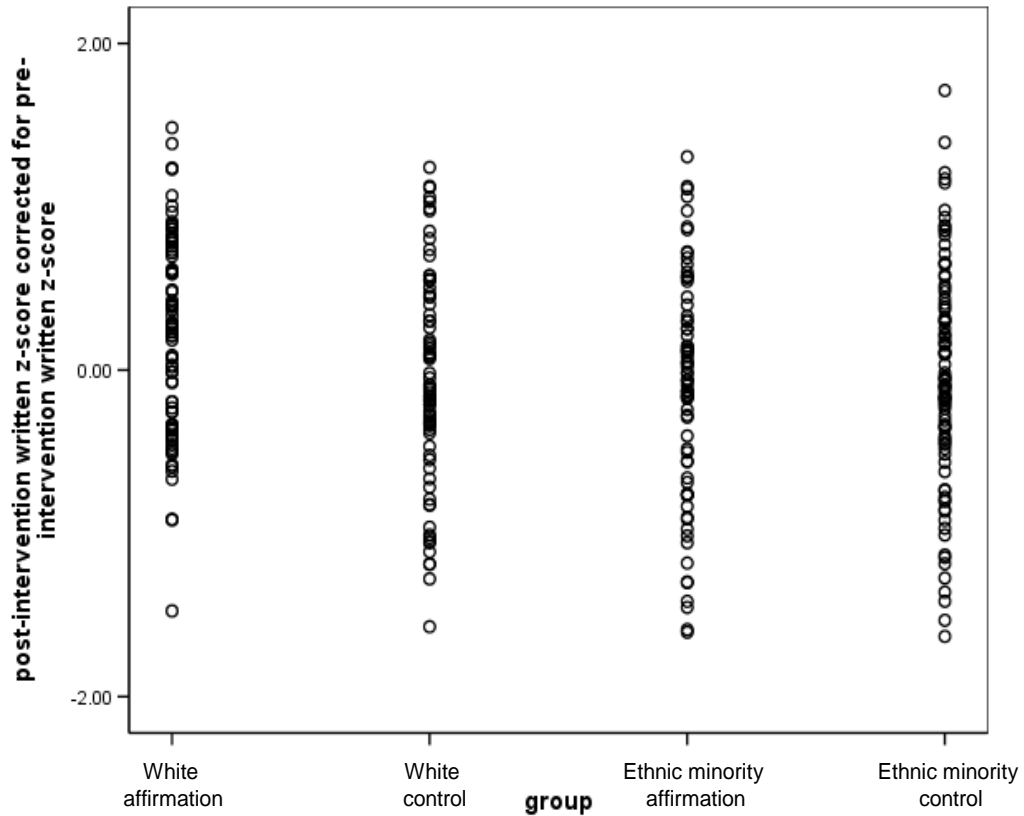 post-intervention written z-score corrected for pre-
intervention written z-score
2.00
0.00
-2.00
White
affirmation
White
control
Ethnic minority
affirmation
Ethnic minority
control
group